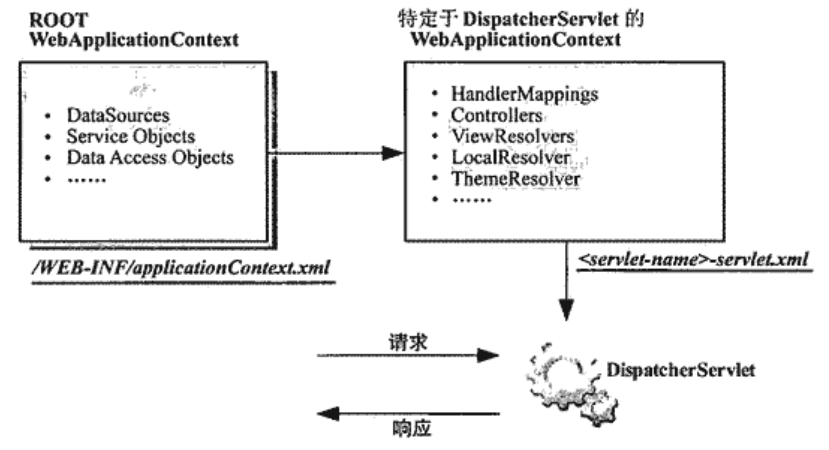 ROOT
WebApplicationContext
特定于 DispatcherServlet 的
WebApplicationContext
• DataSources
• Service Objects
• Data Access Objects
• ……
• HandlerMappings
• Controllers
• ViewResolvers
• LocalResolver
• ThemeResolver
• ……
/WEB-INF/applicationContext.xml
<servlet-name>-servlet.xml
请求
DispatcherServlet
响应